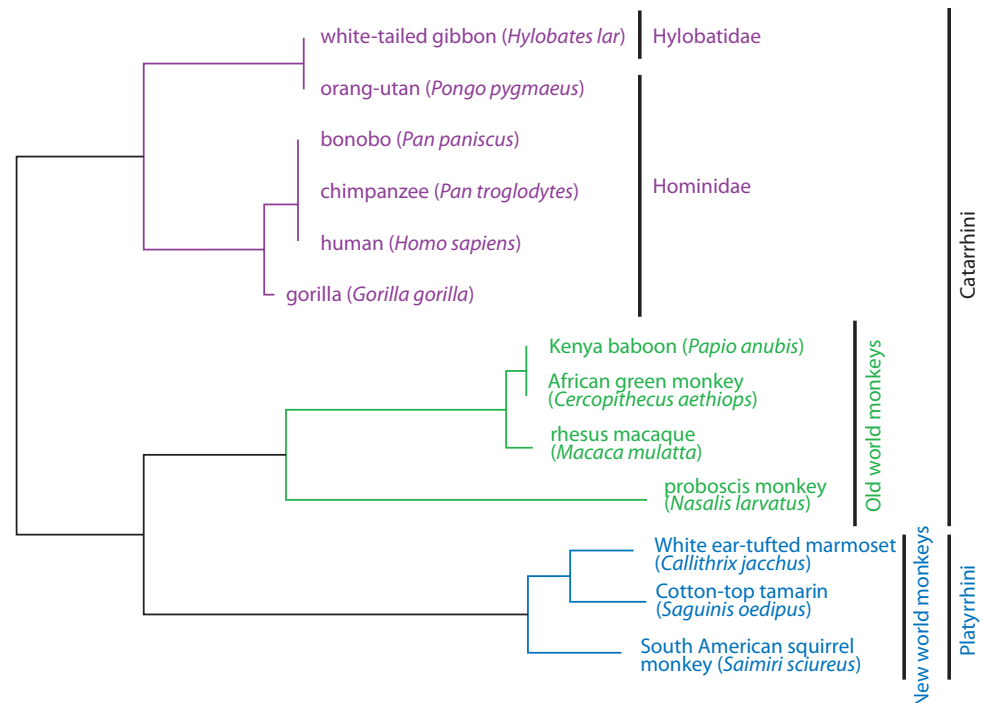 white-tailed gibbon (Hylobates lar)
Hylobatidae
orang-utan (Pongo pygmaeus)
bonobo (Pan paniscus)
chimpanzee (Pan troglodytes)
Hominidae
human (Homo sapiens)
gorilla (Gorilla gorilla)
Catarrhini
Kenya baboon (Papio anubis)
African green monkey
(Cercopithecus aethiops)
rhesus macaque
(Macaca mulatta)
proboscis monkey
(Nasalis larvatus)
Old world monkeys
White ear-tufted marmoset
(Callithrix jacchus)
Cotton-top tamarin
(Saguinis oedipus)
South American squirrel
monkey (Saimiri sciureus)
New world monkeys
Platyrrhini